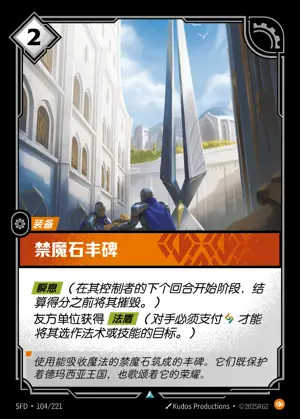 2
装备
禁魔石丰碑
瞬息（在其控制者的下个回合开始阶段，结
算得分之前将其摧毁。）
友方单位获得 法盾（对手必须支付 才能
将其选作法术或技能的目标。）
使用能吸收魔法的禁魔石筑成的丰碑。它们既保护
着德玛西亚王国，也歌颂着它的荣耀。
SFD • 104/221
Kudos Productions • ©2025RGI